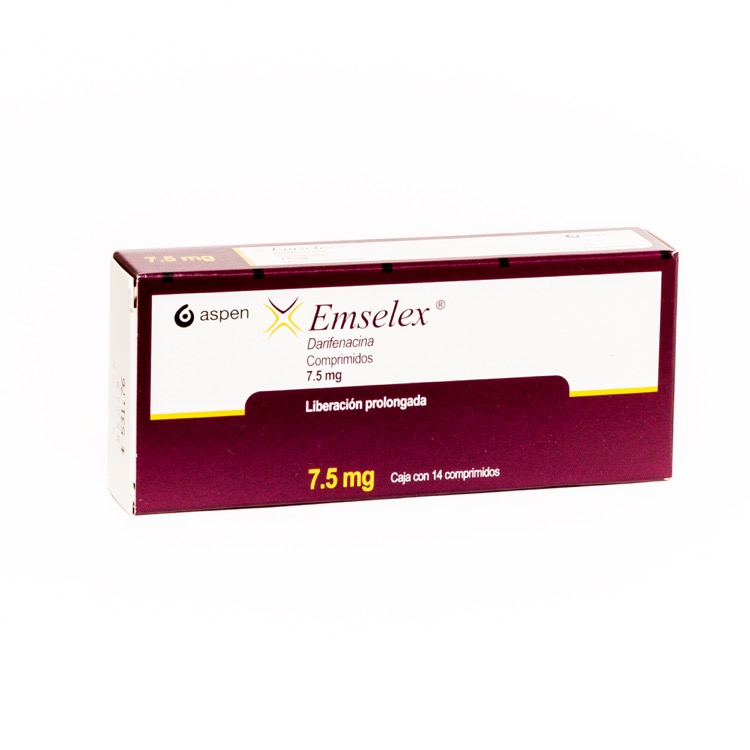 7.5 mg
Emselex
aspen
Emselex®
Darifenacina
Comprimidos
7.5 mg
Liberación prolongada
7.5 mg Caja con 14 comprimidos